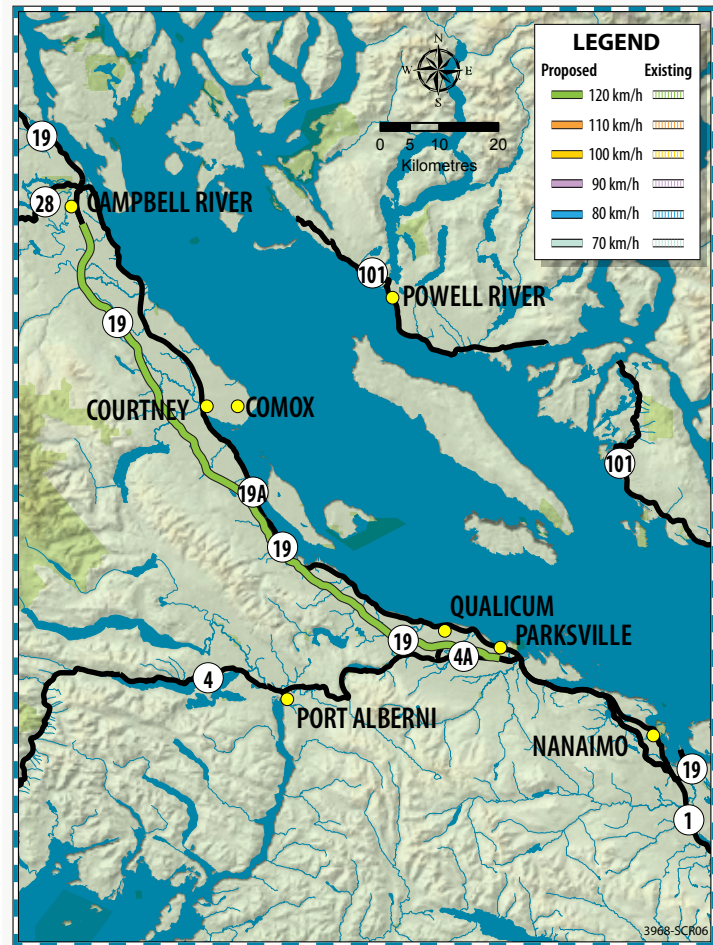 LEGEND
Proposed Existing
120 km/h
110 km/h
100 km/h
90 km/h
80 km/h
70 km/h
N
W E
S
0 5 10 20
Kilometres
19
28
CAMPBELL RIVER
101
POWELL RIVER
19
COURTNEY
COMOX
101
19A
19
QUALICUM
PARKSVILLE
19
4A
4
PORT ALBERNI
NANAIMO
19
1
3968-SCR06